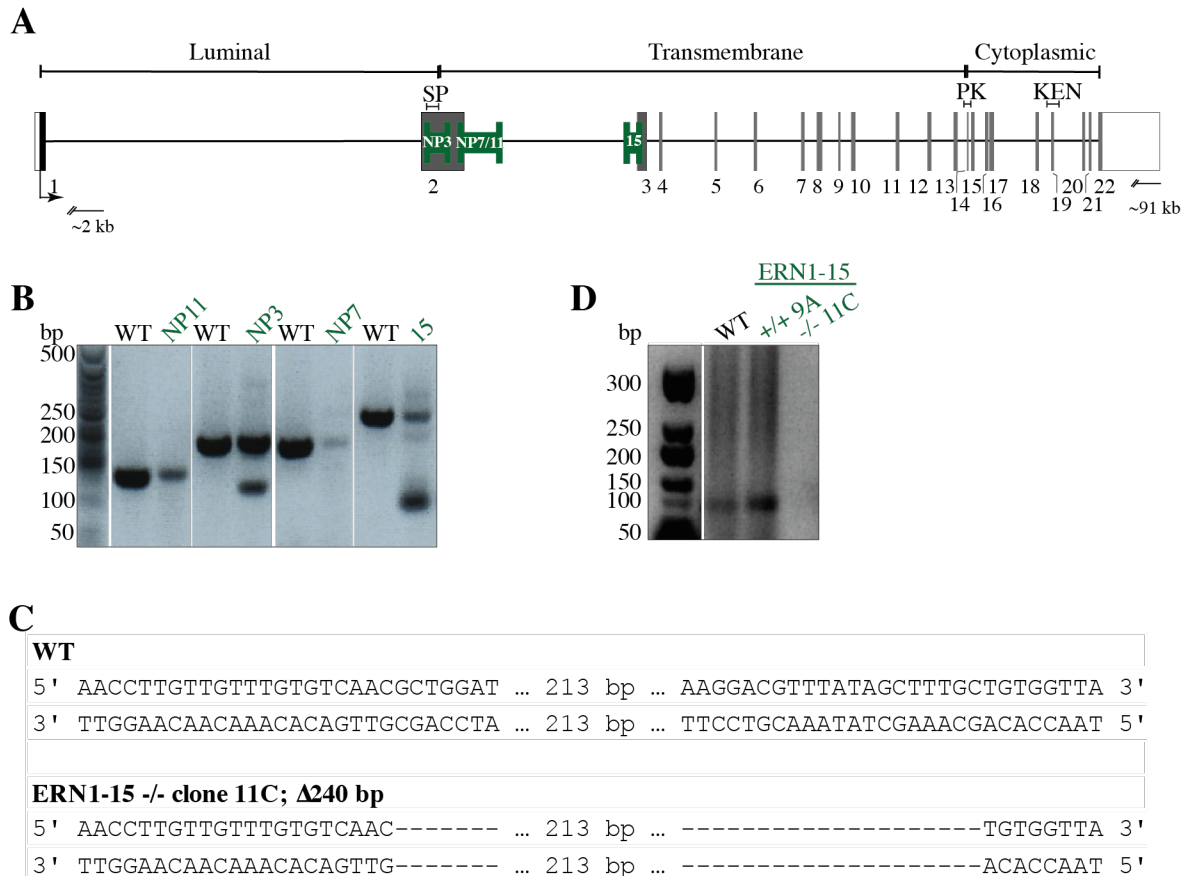 A
Luminal Transmembrane Cytoplasmic
SP PK KEN
NP3 NP7/11 15
1 2 3 4 5 6 7 8 9 10 11 12 13 15 17 18 20 22
14 16 19 21
~2 kb ~91 kb
B
bp WT NP11 WT NP3 WT NP7 WT 15
500
250
200
150
100
50
D
ERN1-15
bp WT +/+ 9A -/- 11C
300
250
200
150
100
50
C
WT
5' AACCTTGTTGTTTGTGTCAACGCTGGAT … 213 bp … AAGGACGTTTATAGCTTTGCTGTGGTTA 3'
3' TTGGAACAACAAACACAGTTGCGACCTA … 213 bp … TTCCTGCAAATATCGAAACGACACCAAT 5'
ERN1-15 -/- clone 11C; Δ240 bp
5' AACCTTGTTGTTTGTGTCAAC------- … 213 bp … --------------------TGTGGTTA 3'
3' TTGGAACAACAAACACAGTTG------- … 213 bp … --------------------ACACCAAT 5'